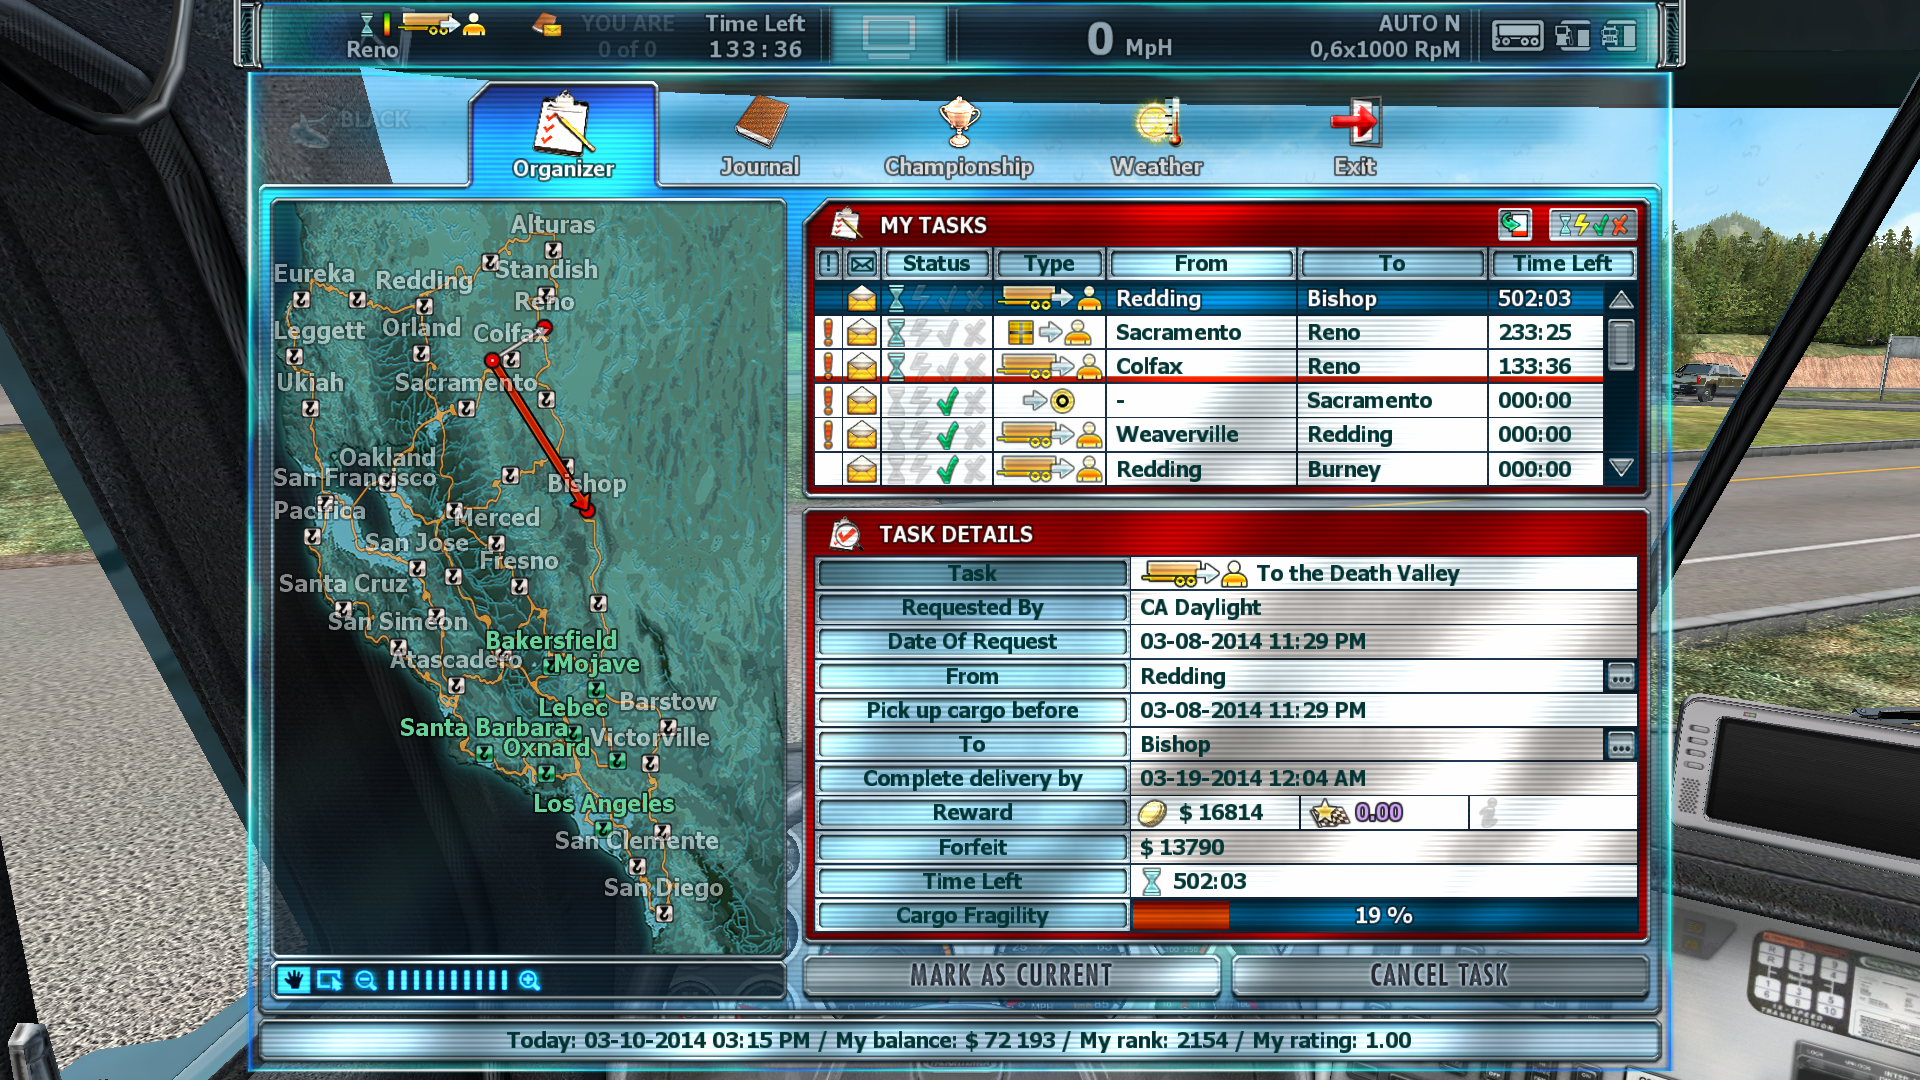 YOU ARE
Time Left
0
MpH
AUTO N
Reno
0 of 0
133:36
0,6x1000 RpM
BLACK
Organizer
Journal
Championship
Weather
Exit
Alturas
Eureka
Redding
Standish
Reno
Leggett
Orland
Colfax
Ukiah
Sacramento
Oakland
San Francisco
Bishop
Pacifica
Merced
San Jose
Fresno
Santa Cruz
San Simeon
Bakersfield
Atascadero
Mojave
Lebec
Barstow
Santa Barbara
Oxnard
Victorville
Los Angeles
San Clemente
San Diego
MY TASKS
! Status Type From To Time Left
Redding Bishop 502:03
! Sacramento Reno 233:25
! Colfax Reno 133:36
! - Sacramento 000:00
! Weaverville Redding 000:00
Redding Burney 000:00
TASK DETAILS
Task To the Death Valley
Requested By CA Daylight
Date Of Request 03-08-2014 11:29 PM
From Redding ...
Pick up cargo before 03-08-2014 11:29 PM
To Bishop ...
Complete delivery by 03-19-2014 12:04 AM
Reward $ 16814 0.00
Forfeit $ 13790
Time Left 502:03
Cargo Fragility 19 %
MARK AS CURRENT
CANCEL TASK
Today: 03-10-2014 03:15 PM / My balance: $ 72 193 / My rank: 2154 / My rating: 1.00